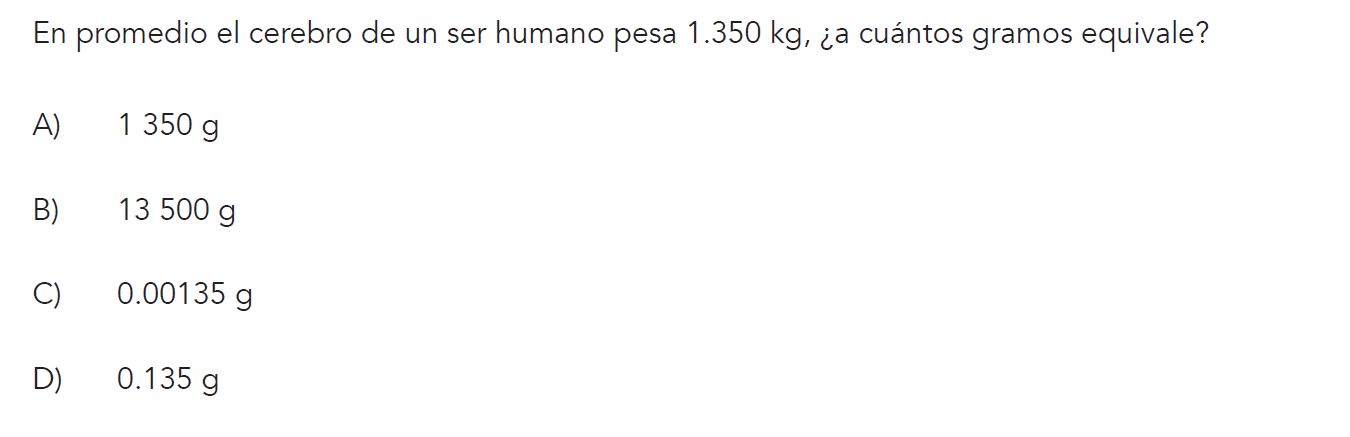 En promedio el cerebro de un ser humano pesa 1.350 kg, ¿a cuántos gramos equivale?
A) 1 350 g
B) 13 500 g
C) 0.00135 g
D) 0.135 g